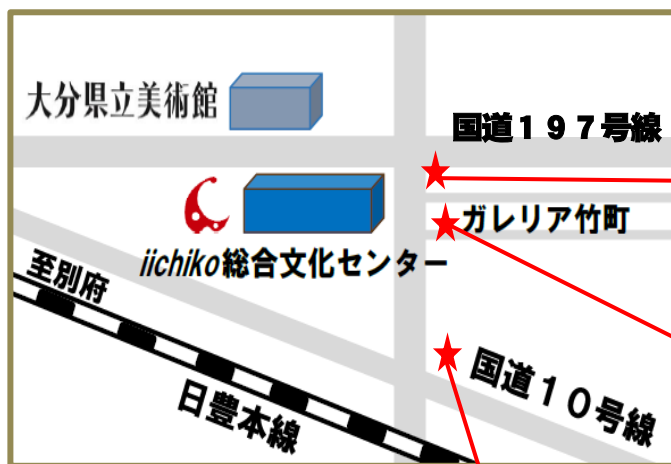 大分県立美術館
国道１９７号線
ガレリア竹町
iichiko総合文化センター
至別府
国道１０号線
日豊本線